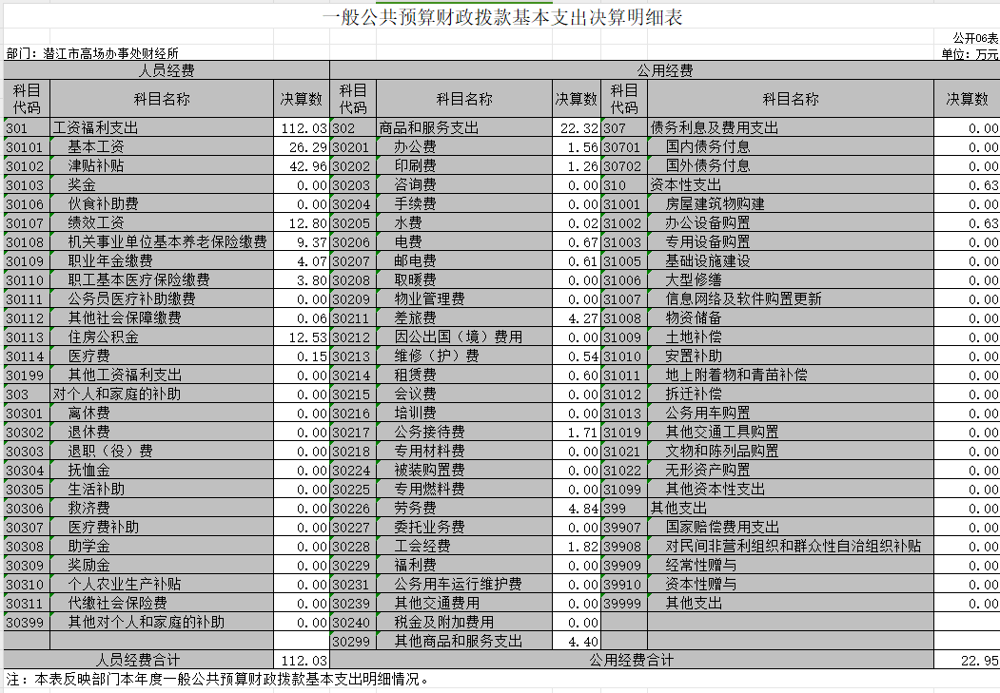 一般公共预算财政拨款基本支出决算明细表
公开06表
部门：潜江市高场办事处财经所 单位：万元
人员经费 公用经费
科目代码 科目名称 决算数 科目代码 科目名称 决算数 科目代码 科目名称 决算数
301 工资福利支出 112.03 302 商品和服务支出 22.32 307 债务利息及费用支出 0.00
30101 基本工资 26.29 30201 办公费 1.56 30701 国内债务付息 0.00
30102 津贴补贴 42.96 30202 印刷费 1.26 30702 国外债务付息 0.00
30103 奖金 0.00 30203 咨询费 0.00 310 资本性支出 0.63
30106 伙食补助费 0.00 30204 手续费 0.00 31001 房屋建筑物购建 0.00
30107 绩效工资 12.80 30205 水费 0.02 31002 办公设备购置 0.63
30108 机关事业单位基本养老保险缴费 9.37 30206 电费 0.67 31003 专用设备购置 0.00
30109 职业年金缴费 4.07 30207 邮电费 0.61 31005 基础设施建设 0.00
30110 职工基本医疗保险缴费 3.80 30208 取暖费 0.00 31006 大型修缮 0.00
30111 公务员医疗补助缴费 0.00 30209 物业管理费 0.00 31007 信息网络及软件购置更新 0.00
30112 其他社会保障缴费 0.06 30211 差旅费 4.27 31008 物资储备 0.00
30113 住房公积金 12.53 30212 因公出国（境）费用 0.00 31009 土地补偿 0.00
30114 医疗费 0.15 30213 维修（护）费 0.54 31010 安置补助 0.00
30199 其他工资福利支出 0.00 30214 租赁费 0.60 31011 地上附着物和青苗补偿 0.00
303 对个人和家庭的补助 0.00 30215 会议费 0.00 31012 拆迁补偿 0.00
30301 离休费 0.00 30216 培训费 0.00 31013 公务用车购置 0.00
30302 退休费 0.00 30217 公务接待费 1.71 31019 其他交通工具购置 0.00
30303 退职（役）费 0.00 30218 专用材料费 0.00 31021 文物和陈列品购置 0.00
30304 抚恤金 0.00 30224 被装购置费 0.00 31022 无形资产购置 0.00
30305 生活补助 0.00 30225 专用燃料费 0.00 31099 其他资本性支出 0.00
30306 救济费 0.00 30226 劳务费 4.84 399 其他支出 0.00
30307 医疗费补助 0.00 30227 委托业务费 0.00 39907 国家赔偿费用支出 0.00
30308 助学金 0.00 30228 工会经费 1.82 39908 对民间非营利组织和群众性自治组织补贴 0.00
30309 奖励金 0.00 30229 福利费 0.00 39909 经常性赠与 0.00
30310 个人农业生产补贴 0.00 30231 公务用车运行维护费 0.00 39910 资本性赠与 0.00
30311 代缴社会保险费 0.00 30239 其他交通费用 0.00 39999 其他支出 0.00
30399 其他对个人和家庭的补助 0.00 30240 税金及附加费用 0.00
30299 其他商品和服务支出 4.40
人员经费合计 112.03 公用经费合计 22.95
注：本表反映部门本年度一般公共预算财政拨款基本支出明细情况。